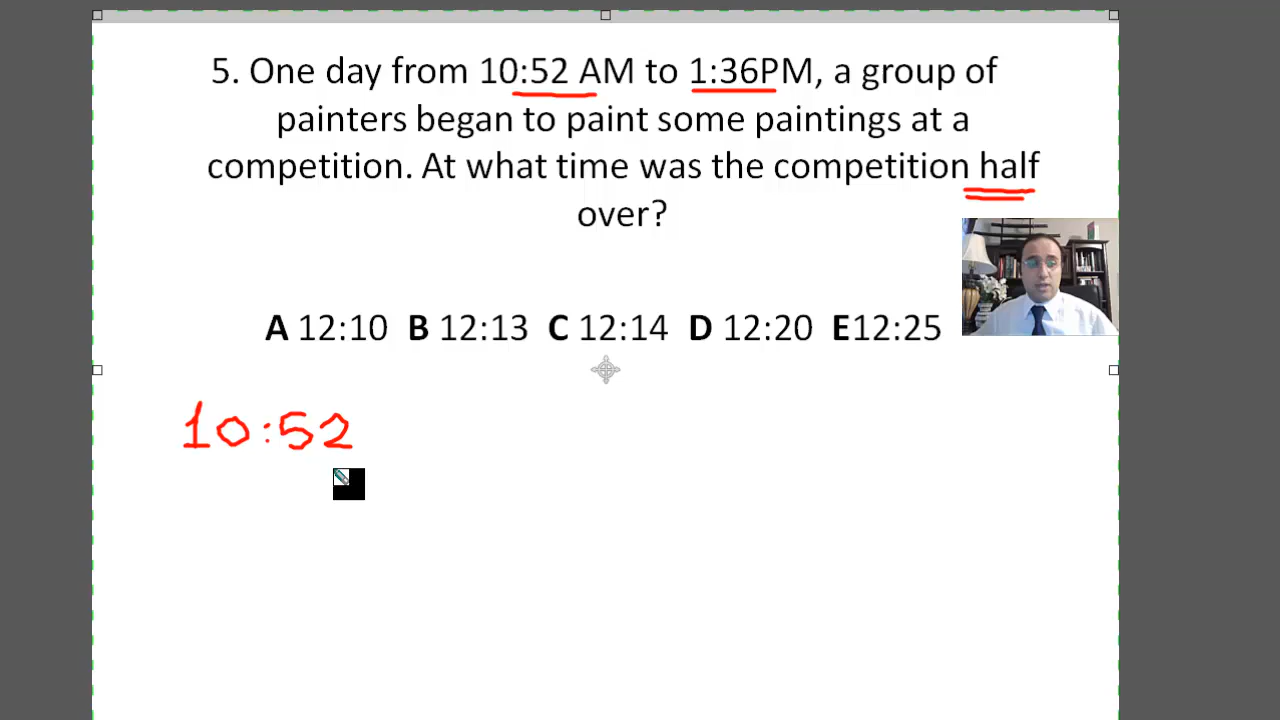 5. One day from 10:52 AM to 1:36PM, a group of
painters began to paint some paintings at a
competition. At what time was the competition half
over?
A 12:10 B 12:13 C 12:14 D 12:20 E12:25
10:52